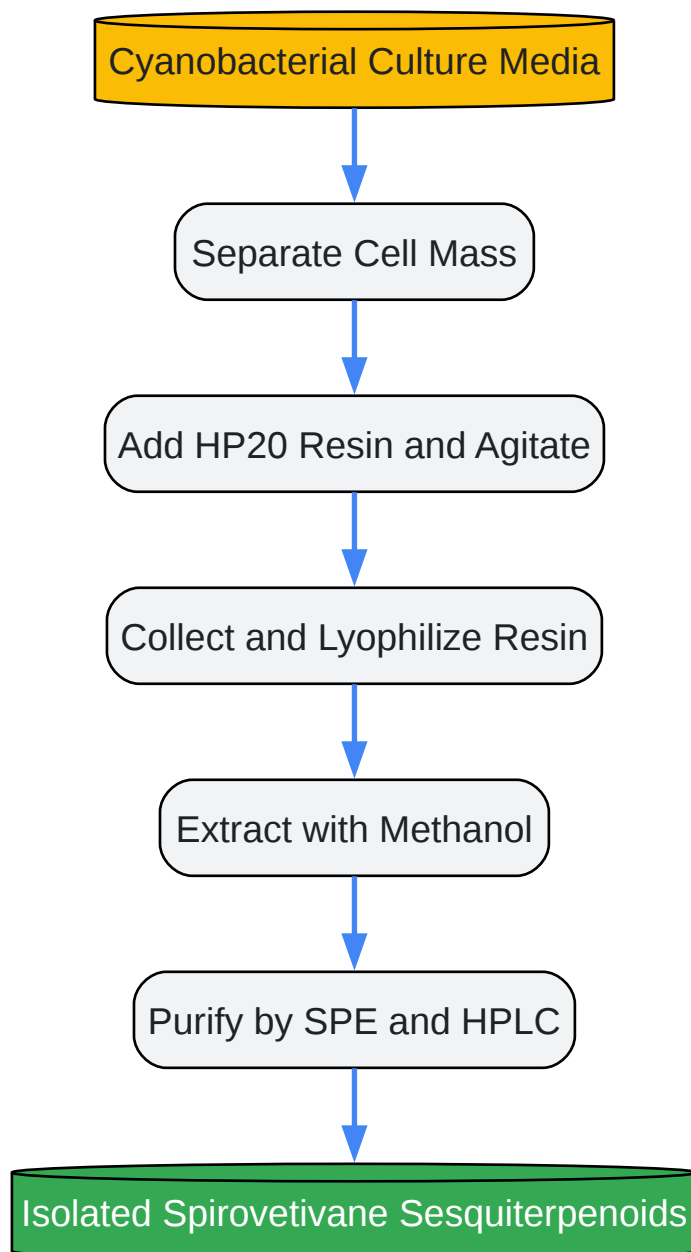 Cyanobacterial Culture Media
Separate Cell Mass
Add HP20 Resin and Agitate
Collect and Lyophilize Resin
Extract with Methanol
Purify by SPE and HPLC
Isolated Spirovetivane Sesquiterpenoids